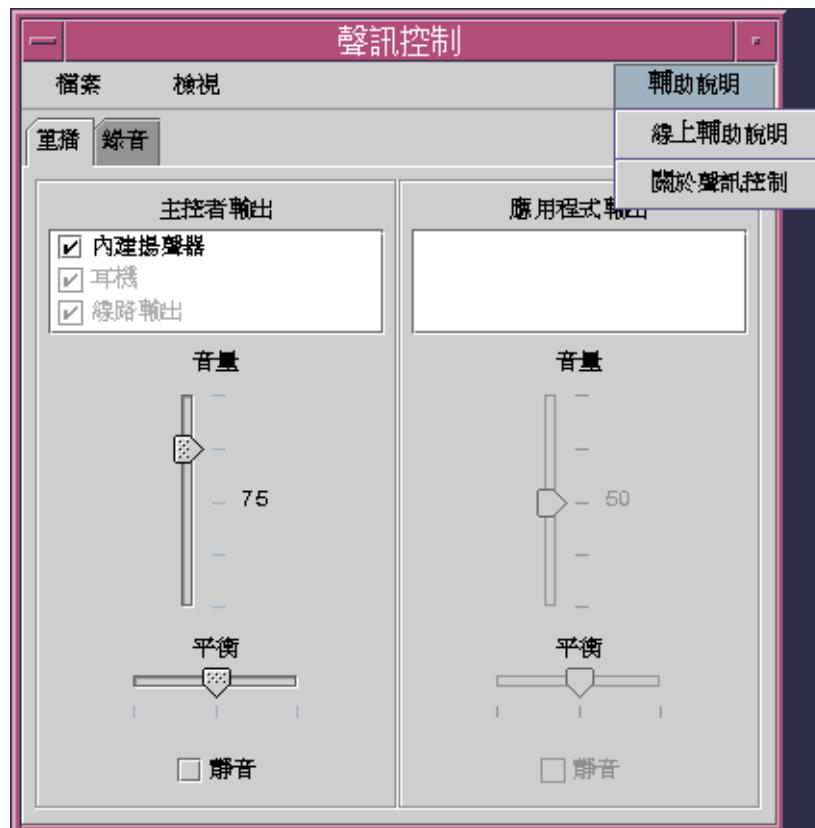 聲訊控制
檔案 檢視 輔助說明
線上輔助說明
關於聲訊控制
重播 錄音
主控者輸出
內建揚聲器
耳機
線路輸出
音量
75
平衡
靜音
應用程式輸出
音量
50
平衡
靜音